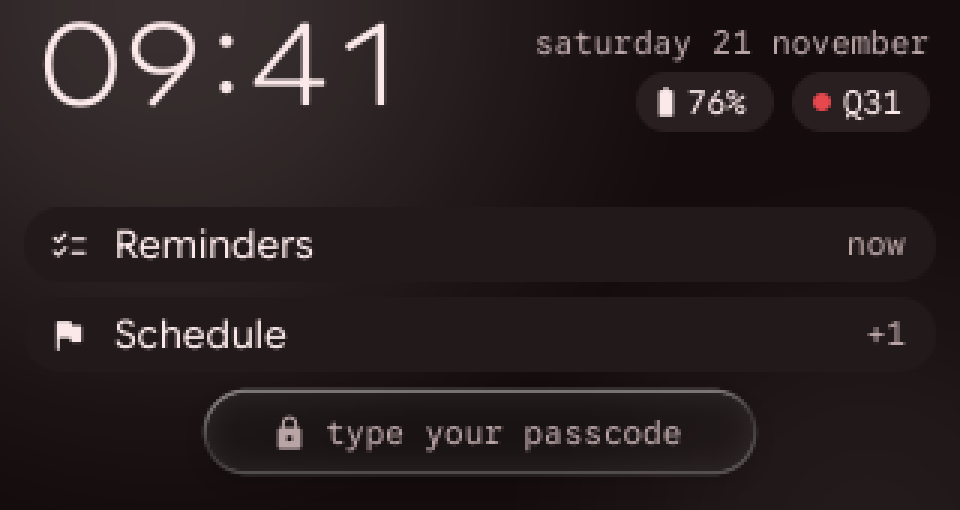 09:41
saturday 21 november
76% Q31
Reminders now
Schedule +1
type your passcode